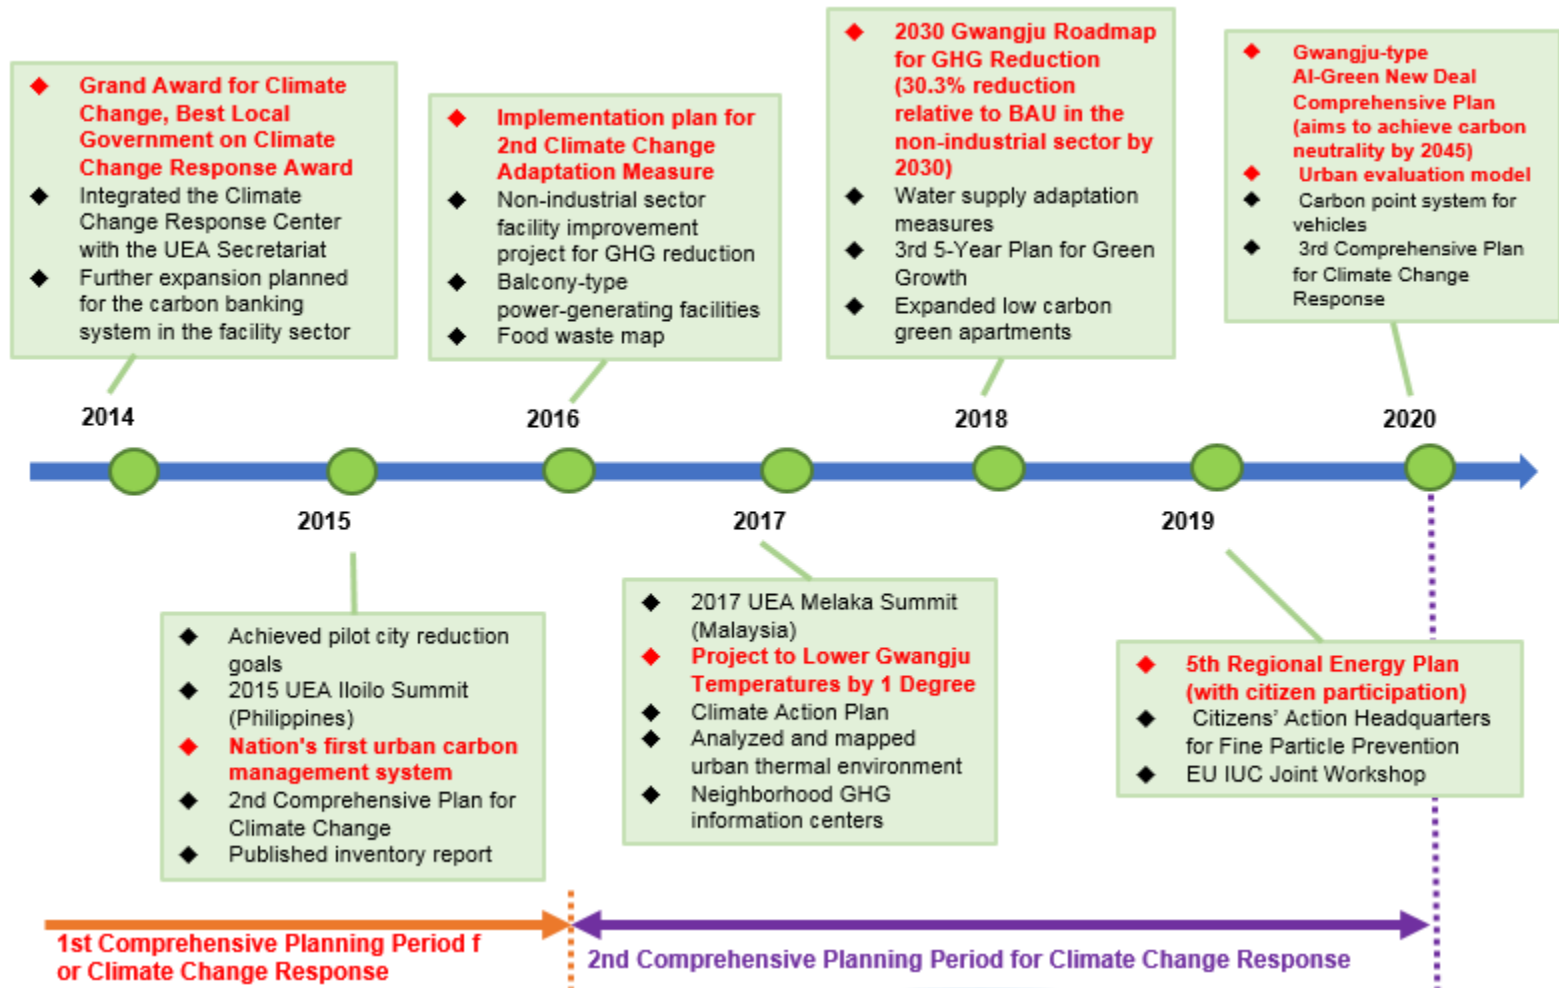 Grand Award for Climate
Change, Best Local
Government on Climate
Change Response Award
Integrated the Climate
Change Response Center
with the UEA Secretariat
Further expansion planned
for the carbon banking
system in the facility sector
2014
Implementation plan for
2nd Climate Change
Adaptation Measure
Non-industrial sector
facility improvement
project for GHG reduction
Balcony-type
power-generating facilities
Food waste map
2016
2030 Gwangju Roadmap
for GHG Reduction
(30.3% reduction
relative to BAU in the
non-industrial sector by
2030)
Water supply adaptation
measures
3rd 5-Year Plan for Green
Growth
Expanded low carbon
green apartments
2018
Gwangju-type
AI-Green New Deal
Comprehensive Plan
(aims to achieve carbon
neutrality by 2045)
Urban evaluation model
Carbon point system for
vehicles
3rd Comprehensive Plan
for Climate Change
Response
2020
2015
Achieved pilot city reduction
goals
2015 UEA Iloilo Summit
(Philippines)
Nation's first urban carbon
management system
2nd Comprehensive Plan for
Climate Change
Published inventory report
2017
2017 UEA Melaka Summit
(Malaysia)
Project to Lower Gwangju
Temperatures by 1 Degree
Climate Action Plan
Analyzed and mapped
urban thermal environment
Neighborhood GHG
information centers
2019
5th Regional Energy Plan
(with citizen participation)
Citizens' Action Headquarters
for Fine Particle Prevention
EU IUC Joint Workshop
1st Comprehensive Planning Period f
or Climate Change Response
2nd Comprehensive Planning Period for Climate Change Response